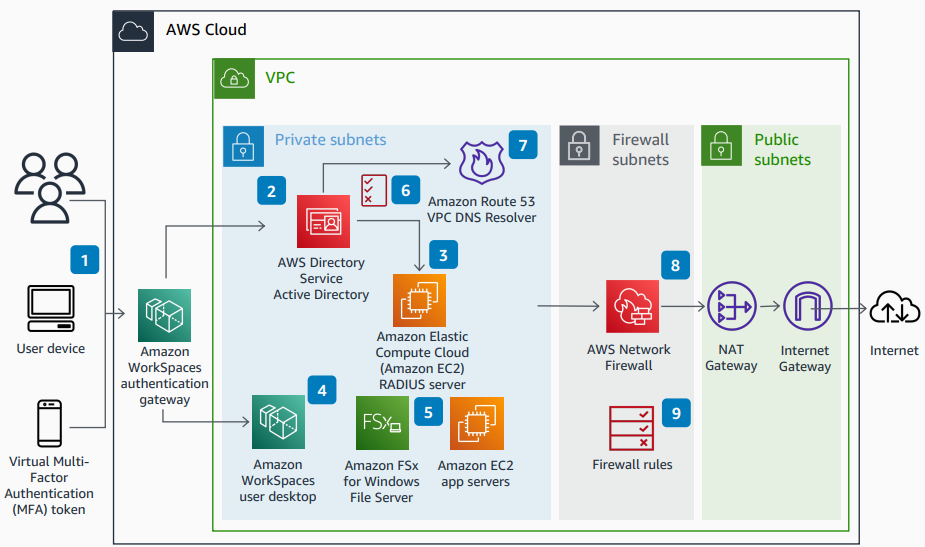 AWS Cloud
VPC
Private subnets
Firewall
subnets
Public
subnets
7
2
6
Amazon Route 53
VPC DNS Resolver
1
3
8
AWS Directory
Service
Active Directory
User device
Amazon
WorkSpaces
authentication
gateway
Amazon Elastic
Compute Cloud
(Amazon EC2)
RADIUS server
AWS Network
Firewall
NAT
Gateway
Internet
Gateway
Internet
4
5
9
FSx
Virtual Multi-
Factor
Authentication
(MFA) token
Amazon
WorkSpaces
user desktop
Amazon FSx
for Windows
File Server
Amazon EC2
app servers
Firewall rules